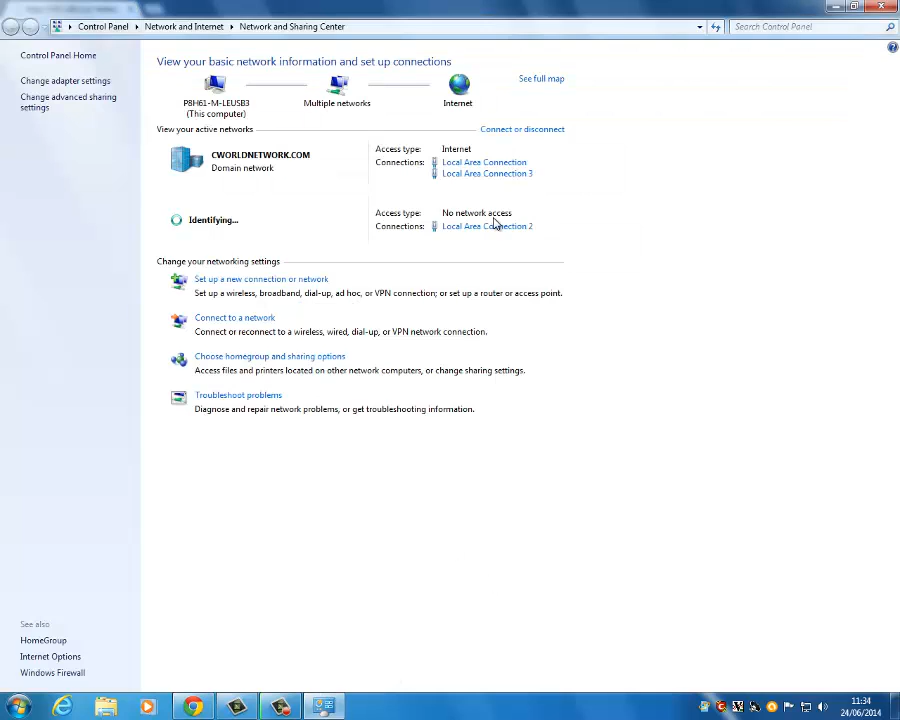 Control Panel ▸ Network and Internet ▸ Network and Sharing Center
Search Control Panel
Control Panel Home
Change adapter settings
Change advanced sharing
settings
View your basic network information and set up connections
See full map
P8H61-M-LEUSB3
(This computer)
Multiple networks
Internet
View your active networks
Connect or disconnect
CWORLDNETWORK.COM
Domain network
Access type: Internet
Connections: Local Area Connection
Local Area Connection 3
Identifying...
Access type: No network access
Connections: Local Area Connection 2
Change your networking settings
Set up a new connection or network
Set up a wireless, broadband, dial-up, ad hoc, or VPN connection; or set up a router or access point.
Connect to a network
Connect or reconnect to a wireless, wired, dial-up, or VPN network connection.
Choose homegroup and sharing options
Access files and printers located on other network computers, or change sharing settings.
Troubleshoot problems
Diagnose and repair network problems, or get troubleshooting information.
See also
HomeGroup
Internet Options
Windows Firewall
11:34
24/06/2014